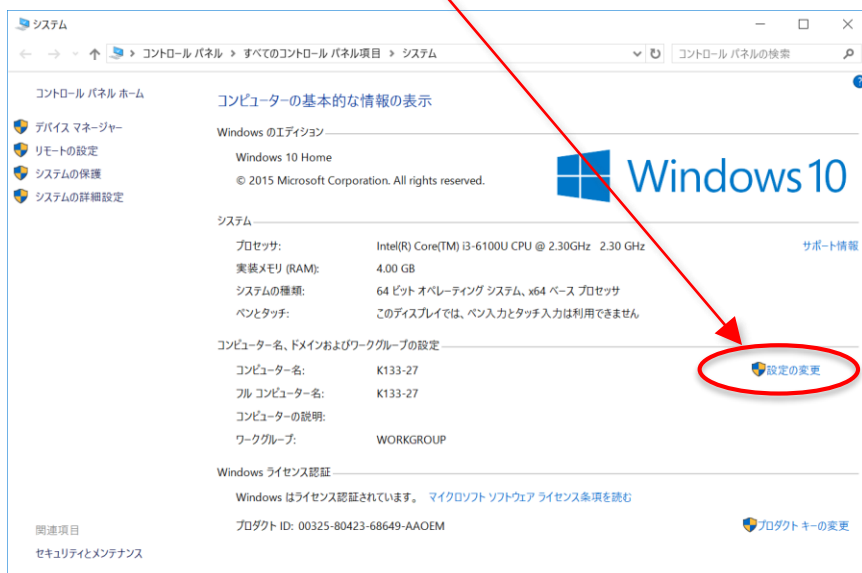 システム
コントロール パネル > すべてのコントロール パネル項目 > システム
コントロール パネルの検索
コントロール パネル ホーム
デバイス マネージャー
リモートの設定
システムの保護
システムの詳細設定
コンピューターの基本的な情報の表示
Windows のエディション
Windows 10 Home
© 2015 Microsoft Corporation. All rights reserved.
Windows 10
システム
プロセッサ: Intel(R) Core(TM) i3-6100U CPU @ 2.30GHz 2.30 GHz
サポート情報
実装メモリ (RAM): 4.00 GB
システムの種類: 64 ビット オペレーティング システム、x64 ベース プロセッサ
ペンとタッチ: このディスプレイでは、ペン入力とタッチ入力は利用できません
コンピューター名、ドメインおよびワークグループの設定
コンピューター名: K133-27
設定の変更
フル コンピューター名: K133-27
コンピューターの説明:
ワークグループ: WORKGROUP
Windows ライセンス認証
Windows はライセンス認証されています。 マイクロソフト ソフトウェア ライセンス条項を読む
プロダクト ID: 00325-80423-68649-AAOEM
プロダクト キーの変更
関連項目
セキュリティとメンテナンス